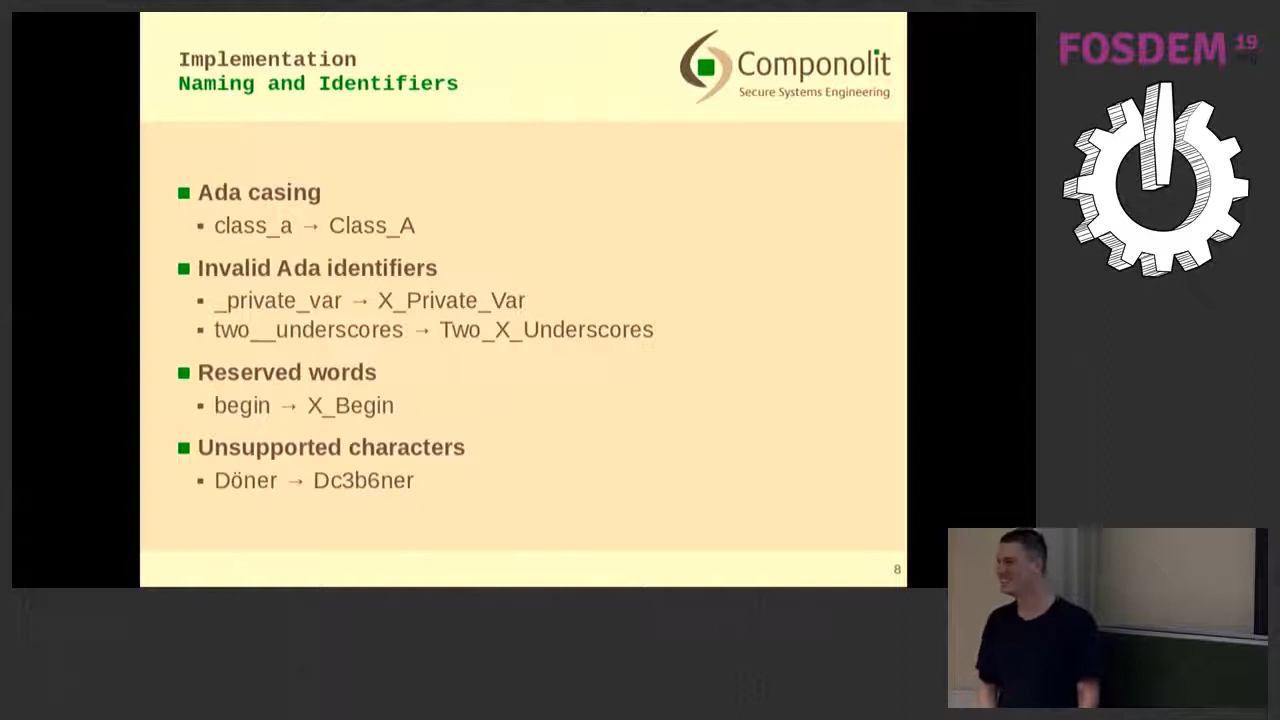 Implementation
Naming and Identifiers
Componolit
Secure Systems Engineering
FOSDEM 19
Ada casing
class_a → Class_A
Invalid Ada identifiers
_private_var → X_Private_Var
two__underscores → Two_X_Underscores
Reserved words
begin → X_Begin
Unsupported characters
Döner → Dc3b6ner
8